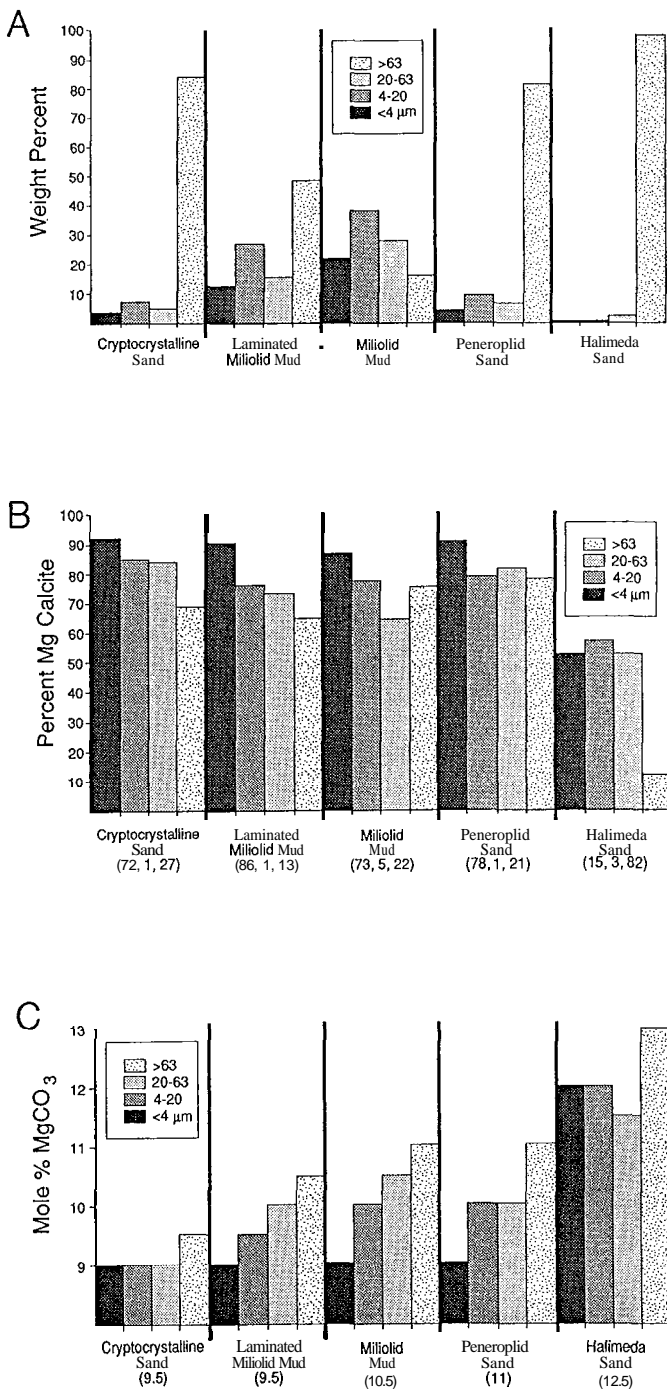 A
Weight Percent
100
90
80
70
60
50
40
30
20
10
>63
20-63
4-20
<4 µm
Cryptocrystalline
Sand
Laminated
Miliolid Mud
Miliolid
Mud
Peneroplid
Sand
Halimeda
Sand
B
Percent Mg Calcite
100
90
80
70
60
50
40
30
20
10
>63
20-63
4-20
<4 µm
Cryptocrystalline
Sand
(72, 1, 27)
Laminated
Miliolid Mud
(86, 1, 13)
Miliolid
Mud
(73, 5, 22)
Peneroplid
Sand
(78, 1, 21)
Halimeda
Sand
(15, 3, 82)
C
Mole % MgCO3
13
12
11
10
9
>63
20-63
4-20
<4 µm
Cryptocrystalline
Sand
(9.5)
Laminated
Miliolid Mud
(9.5)
Miliolid
Mud
(10.5)
Peneroplid
Sand
(11)
Halimeda
Sand
(12.5)